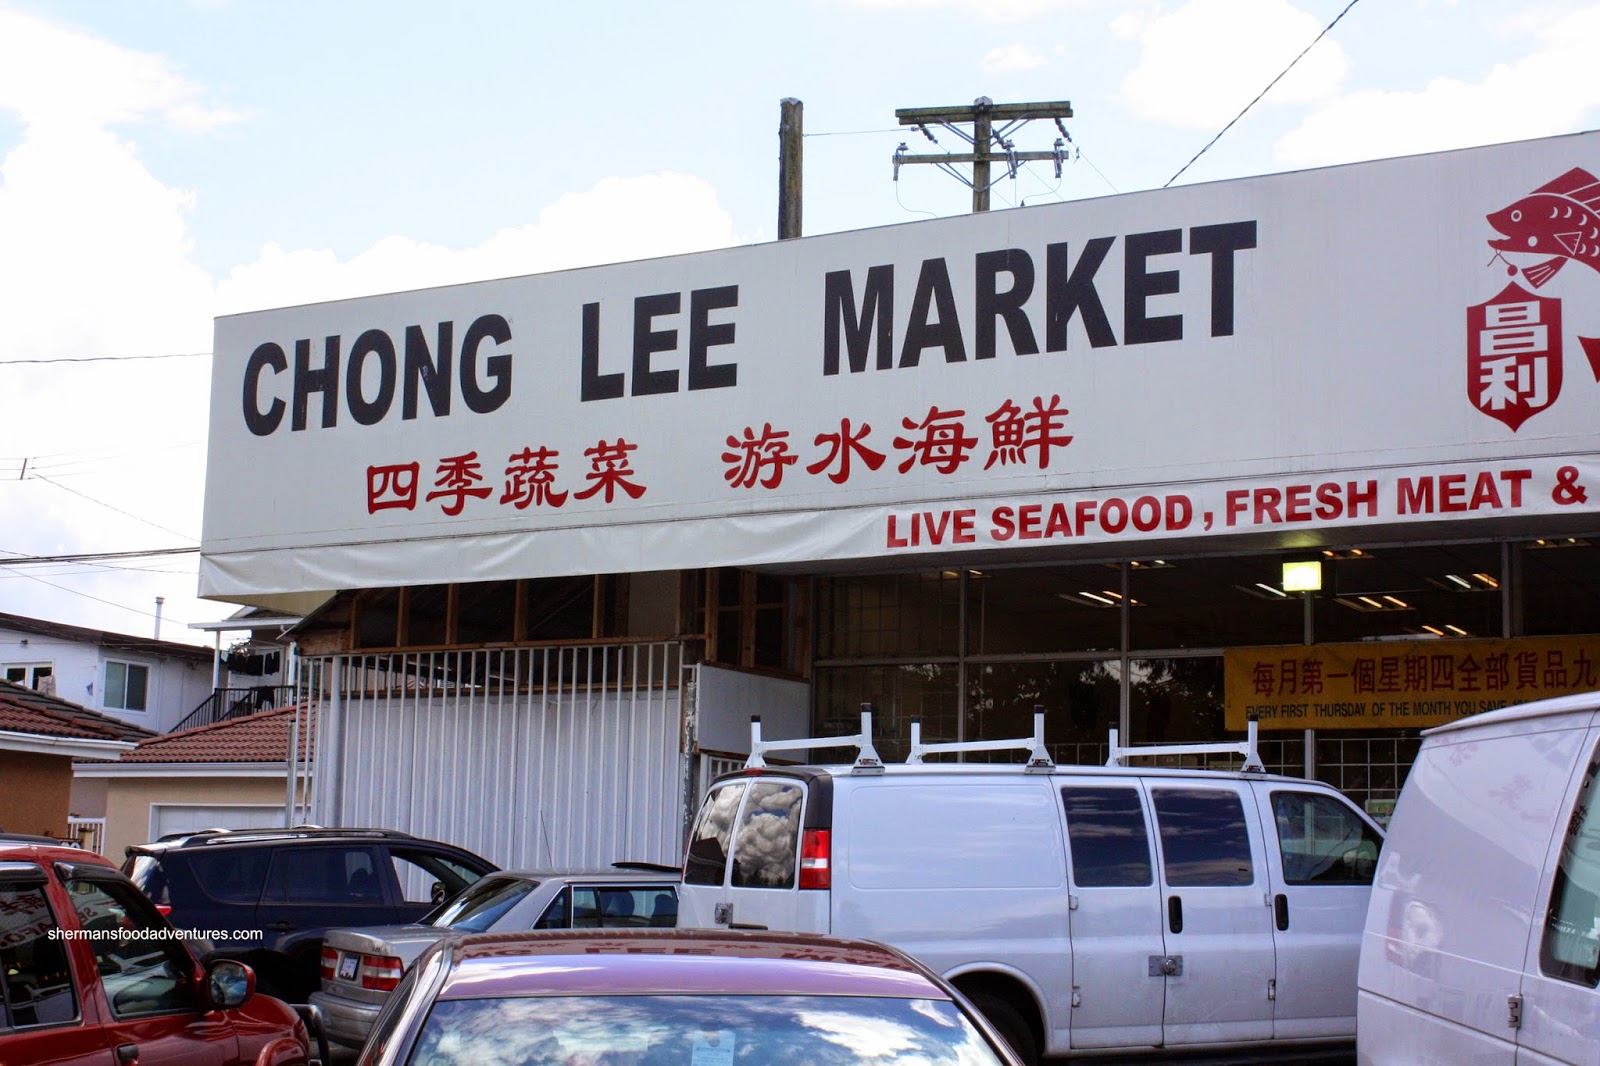 CHONG LEE MARKET
四季蔬菜 游水海鮮
昌利
LIVE SEAFOOD, FRESH MEAT &
每月第一個星期四全部貨品九
EVERY FIRST THURSDAY OF THE MONTH YOU SAVE
shermansfoodadventures.com